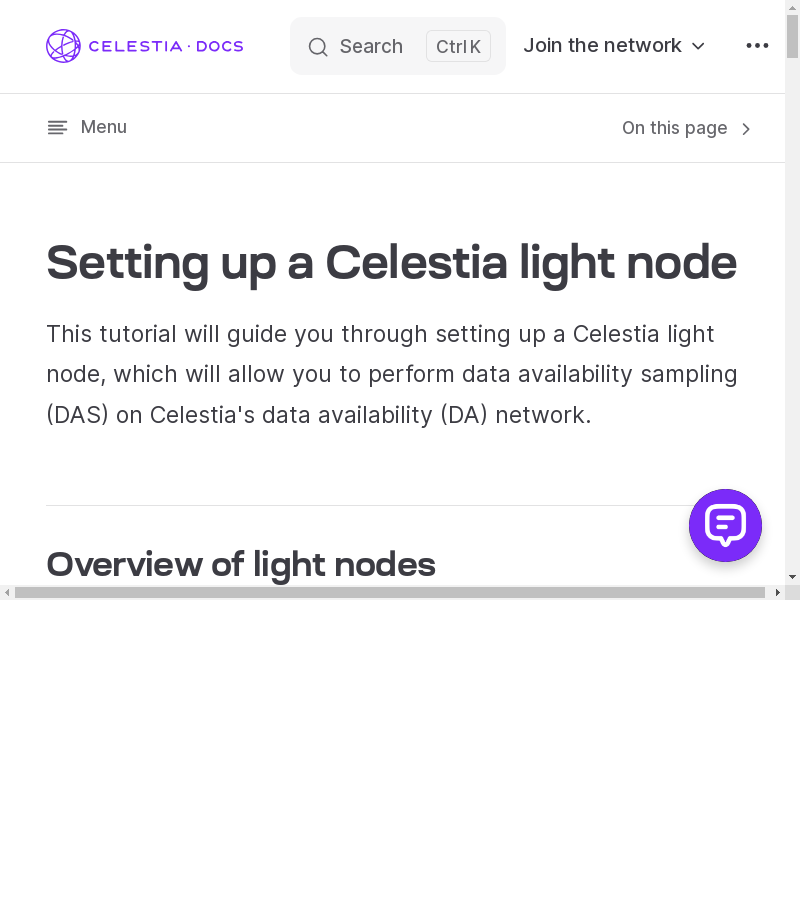 CELESTIA · DOCS
Search
Ctrl K
Join the network
Menu
On this page
Setting up a Celestia light node
This tutorial will guide you through setting up a Celestia light
node, which will allow you to perform data availability sampling
(DAS) on Celestia's data availability (DA) network.
Overview of light nodes